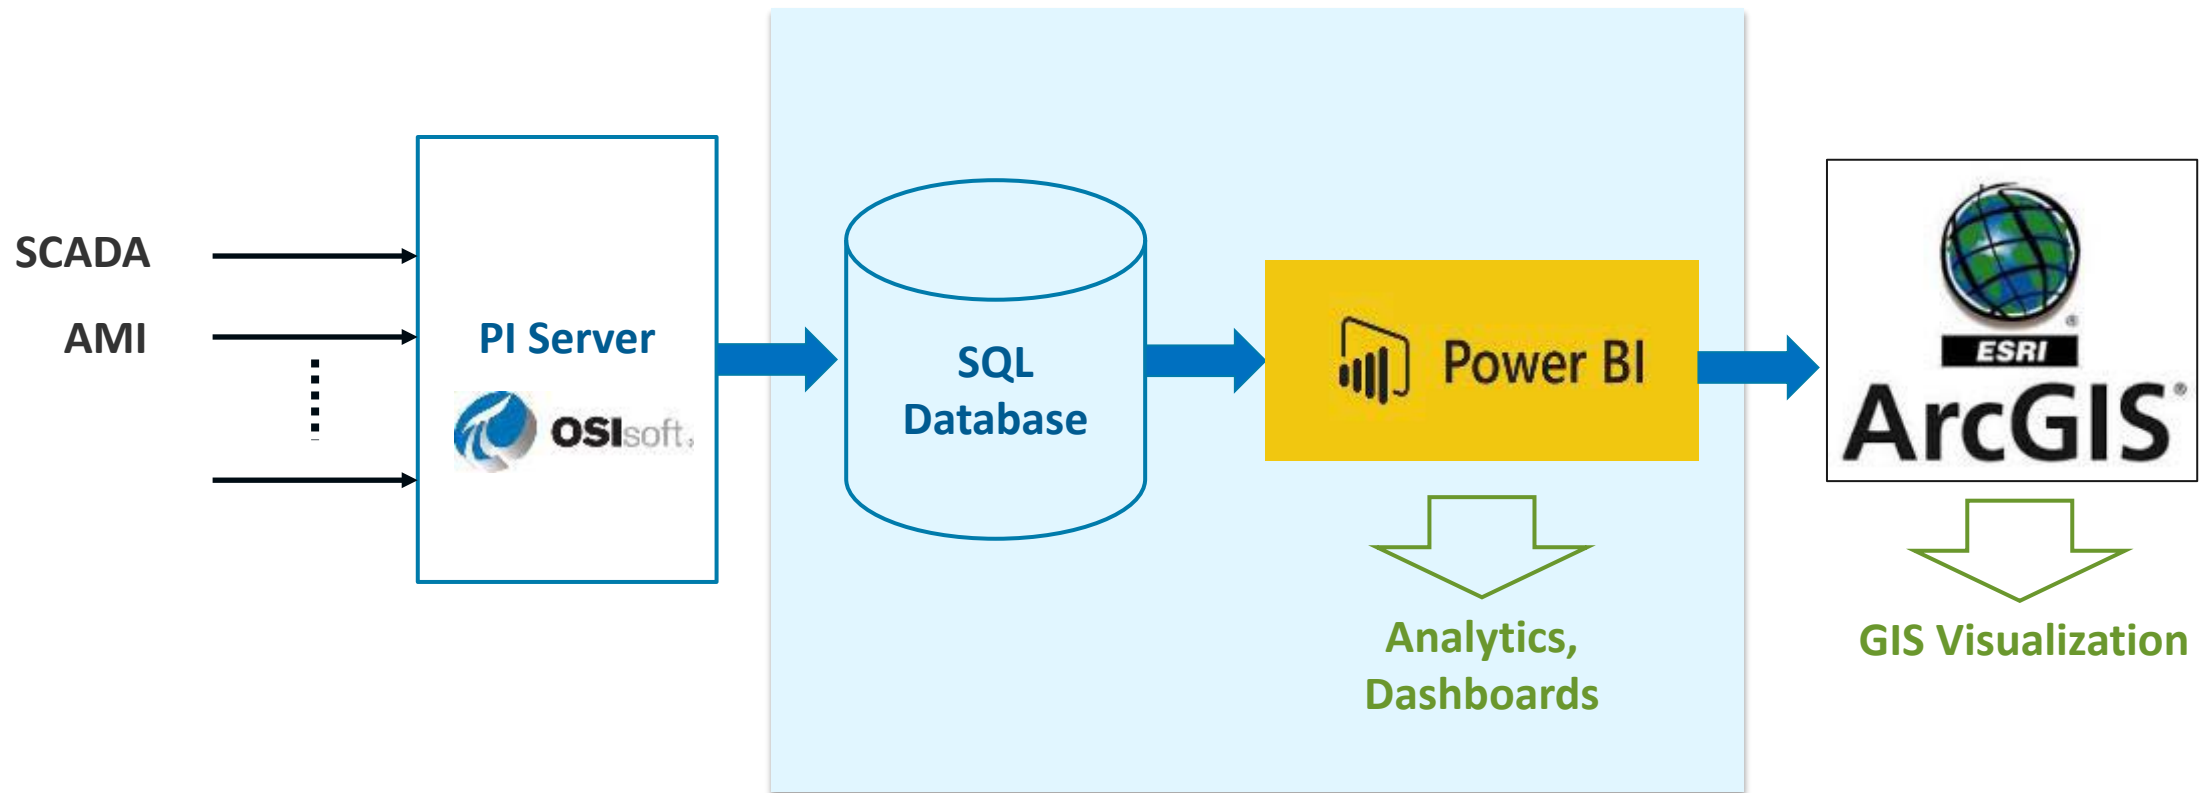 SCADA
AMI
PI Server
OSIsoft
SQL
Database
Power BI
ESRI
ArcGIS®
Analytics,
Dashboards
GIS Visualization